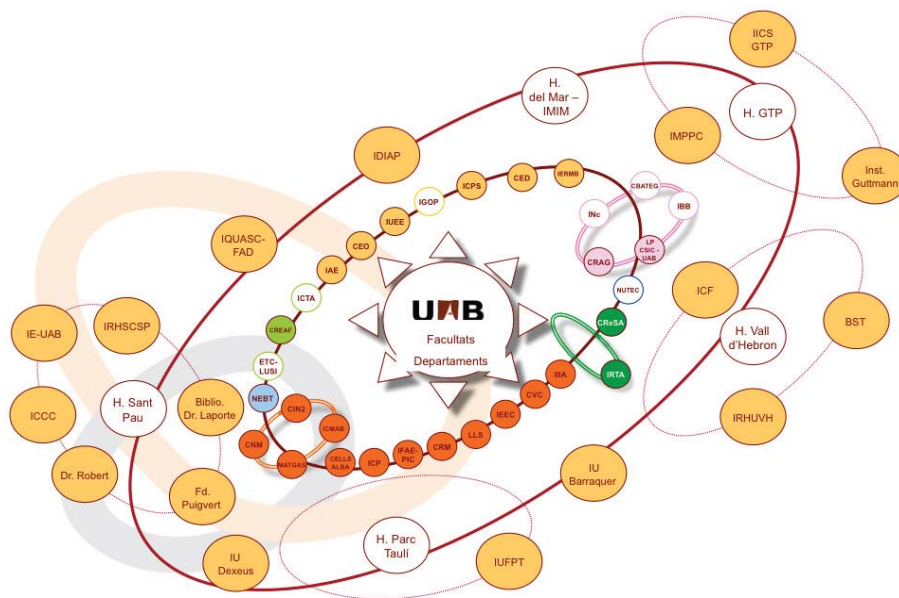 IICS
GTP
H.
del Mar –
IMIM
H. GTP
IMPPC
IDIAP
Inst.
Guttmann
IGOP
ICPS
CED
IERMB
CBATEG
INc
IBB
IUEE
CEO
IQUASC-
FAD
IAE
CRAG
LP
CSIC -
UAB
NUTEC
ICTA
UAB
Facultats
Departaments
ICF
BST
CReSA
H. Vall
d'Hebron
IE-UAB
IRHSCSP
CREAF
ETC-
LUSI
IRTA
IIIA
NEBT
Biblio.
Dr. Laporte
H. Sant
Pau
ICCC
CIN2
ICMAB
CNM
MATGAS
CELLS
ALBA
ICP
IFAE-
PIC
CRM
LLS
IEEC
CVC
IRHUVH
Dr. Robert
Fd.
Puigvert
IU
Barraquer
H. Parc
Taulí
IU
Dexeus
IUFPT